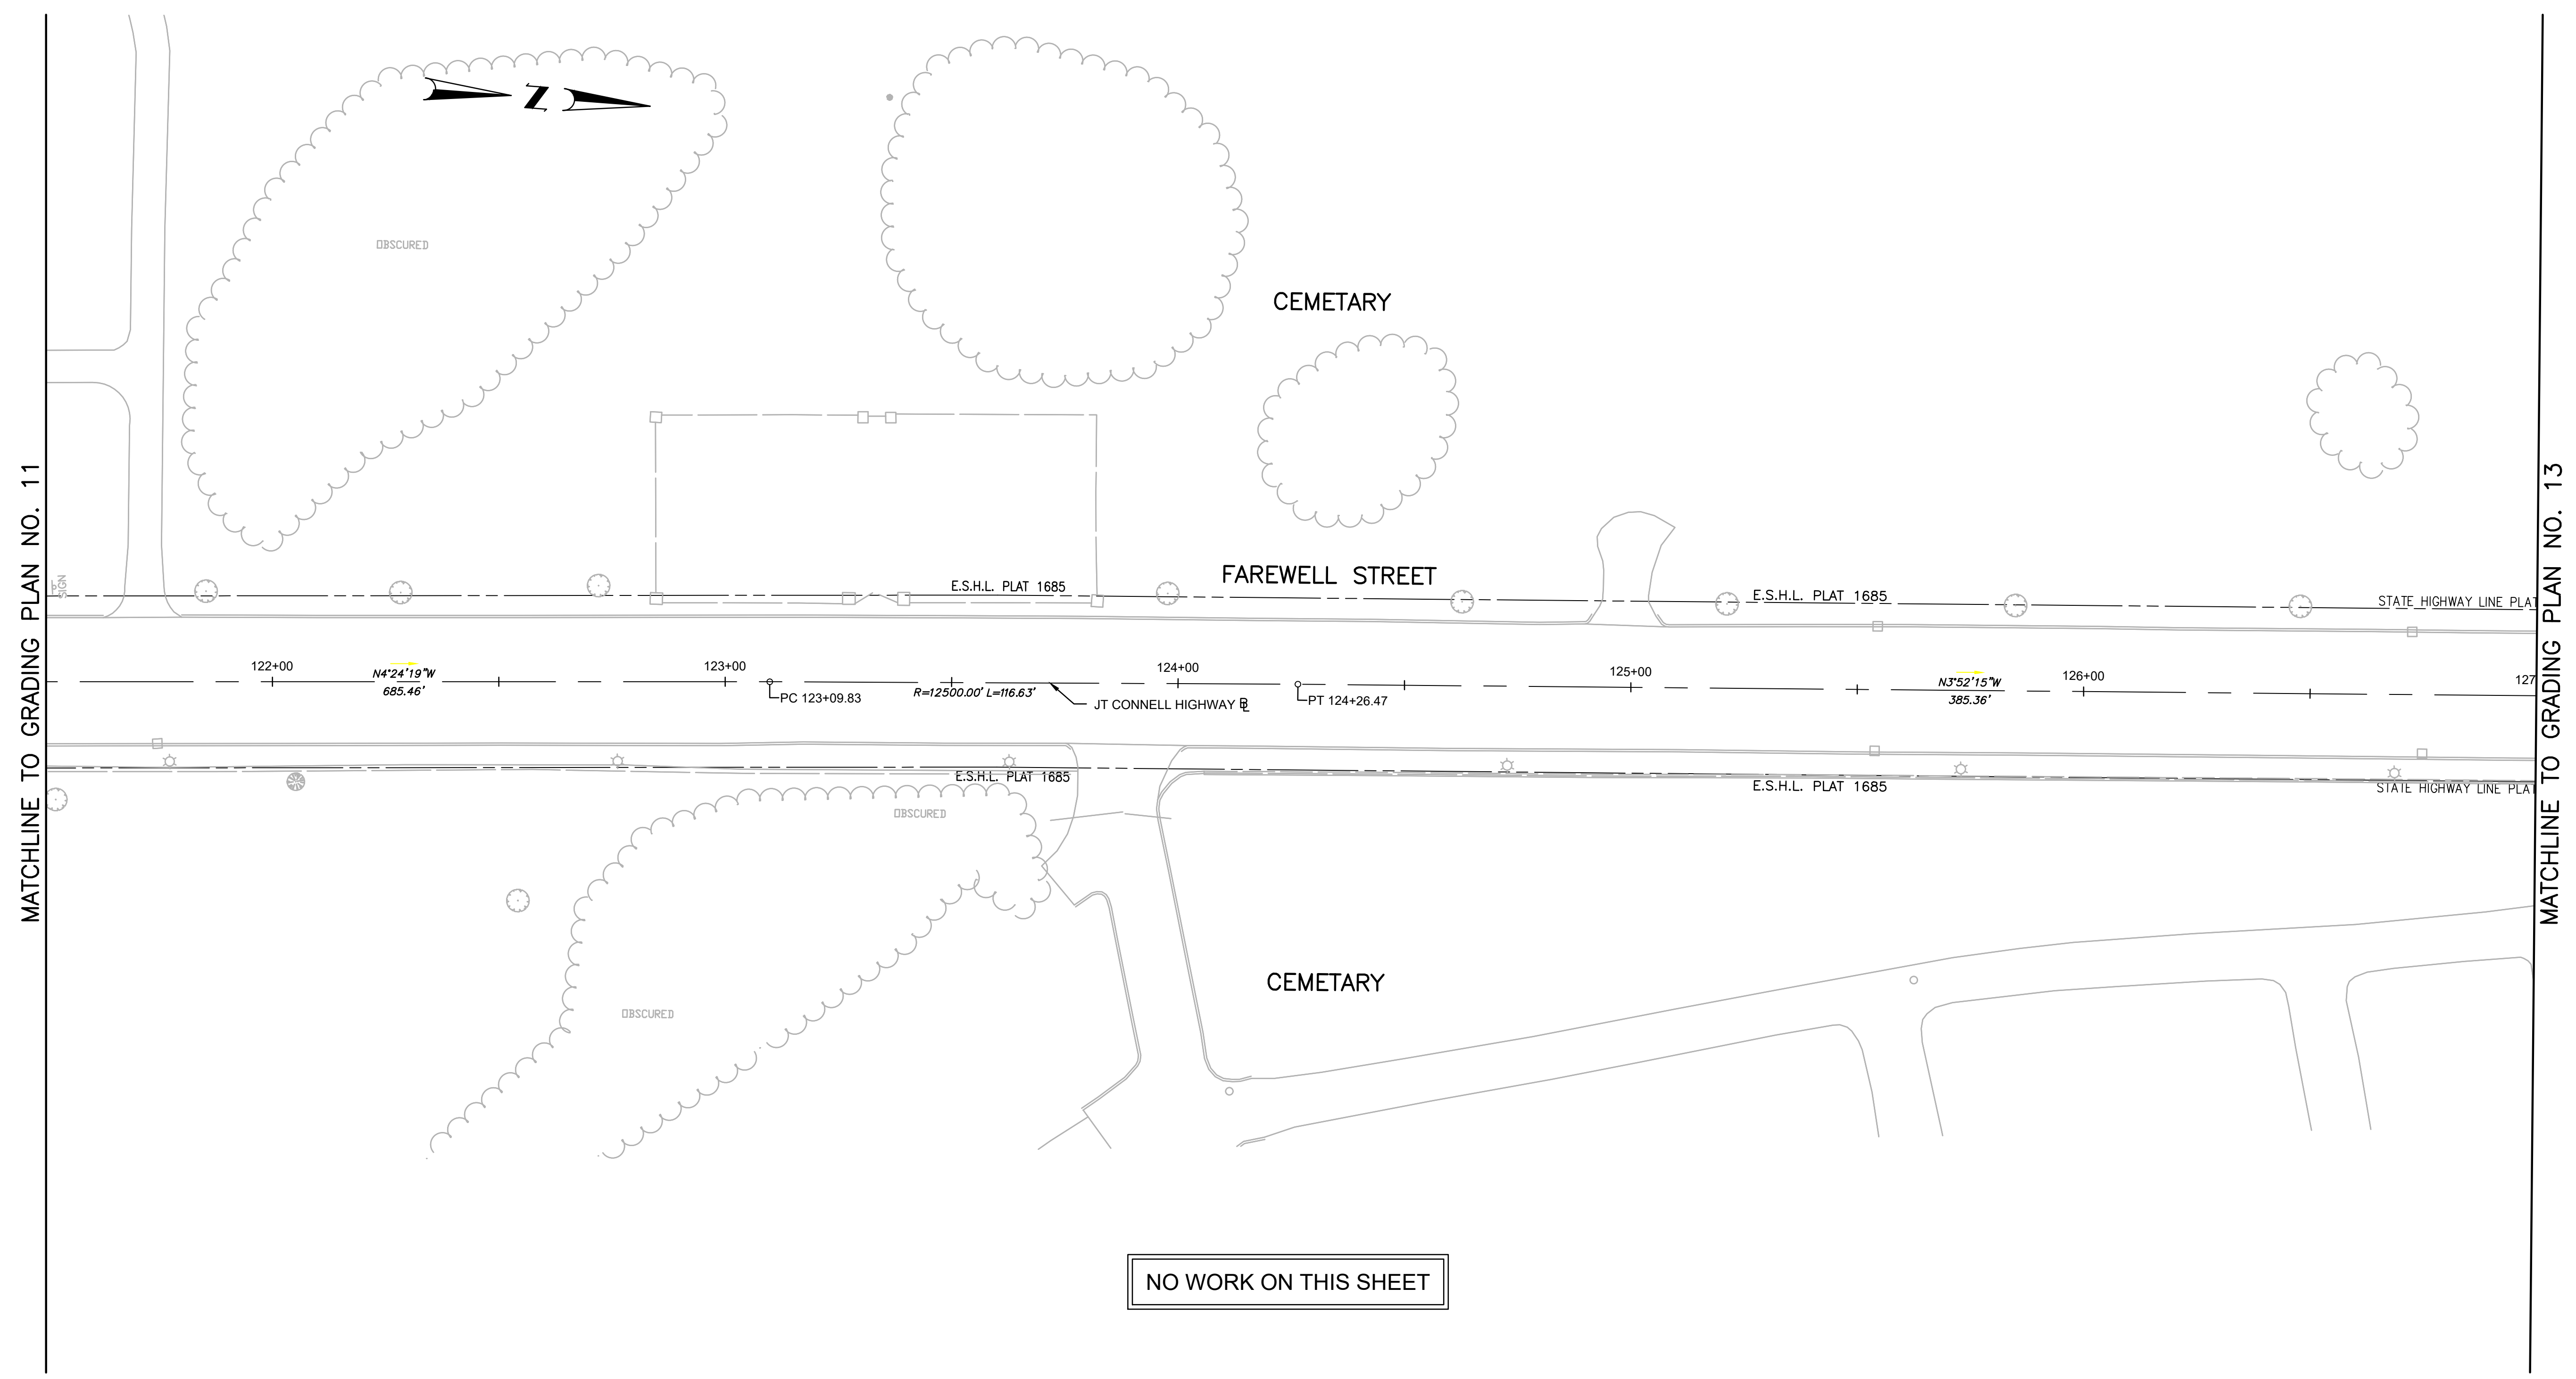 N
OBSCURED
CEMETARY
MATCHLINE TO GRADING PLAN NO. 11
MATCHLINE TO GRADING PLAN NO. 13
SIGN
FAREWELL STREET
E.S.H.L. PLAT 1685
E.S.H.L. PLAT 1685
STATE HIGHWAY LINE PLAT
122+00
123+00
124+00
125+00
126+00
127
N4°24'19"W
685.46'
PC 123+09.83
R=12500.00' L=116.63'
JT CONNELL HIGHWAY BL
PT 124+26.47
N3°52'15"W
385.36'
E.S.H.L. PLAT 1685
E.S.H.L. PLAT 1685
STATE HIGHWAY LINE PLAT
OBSCURED
CEMETARY
OBSCURED
NO WORK ON THIS SHEET